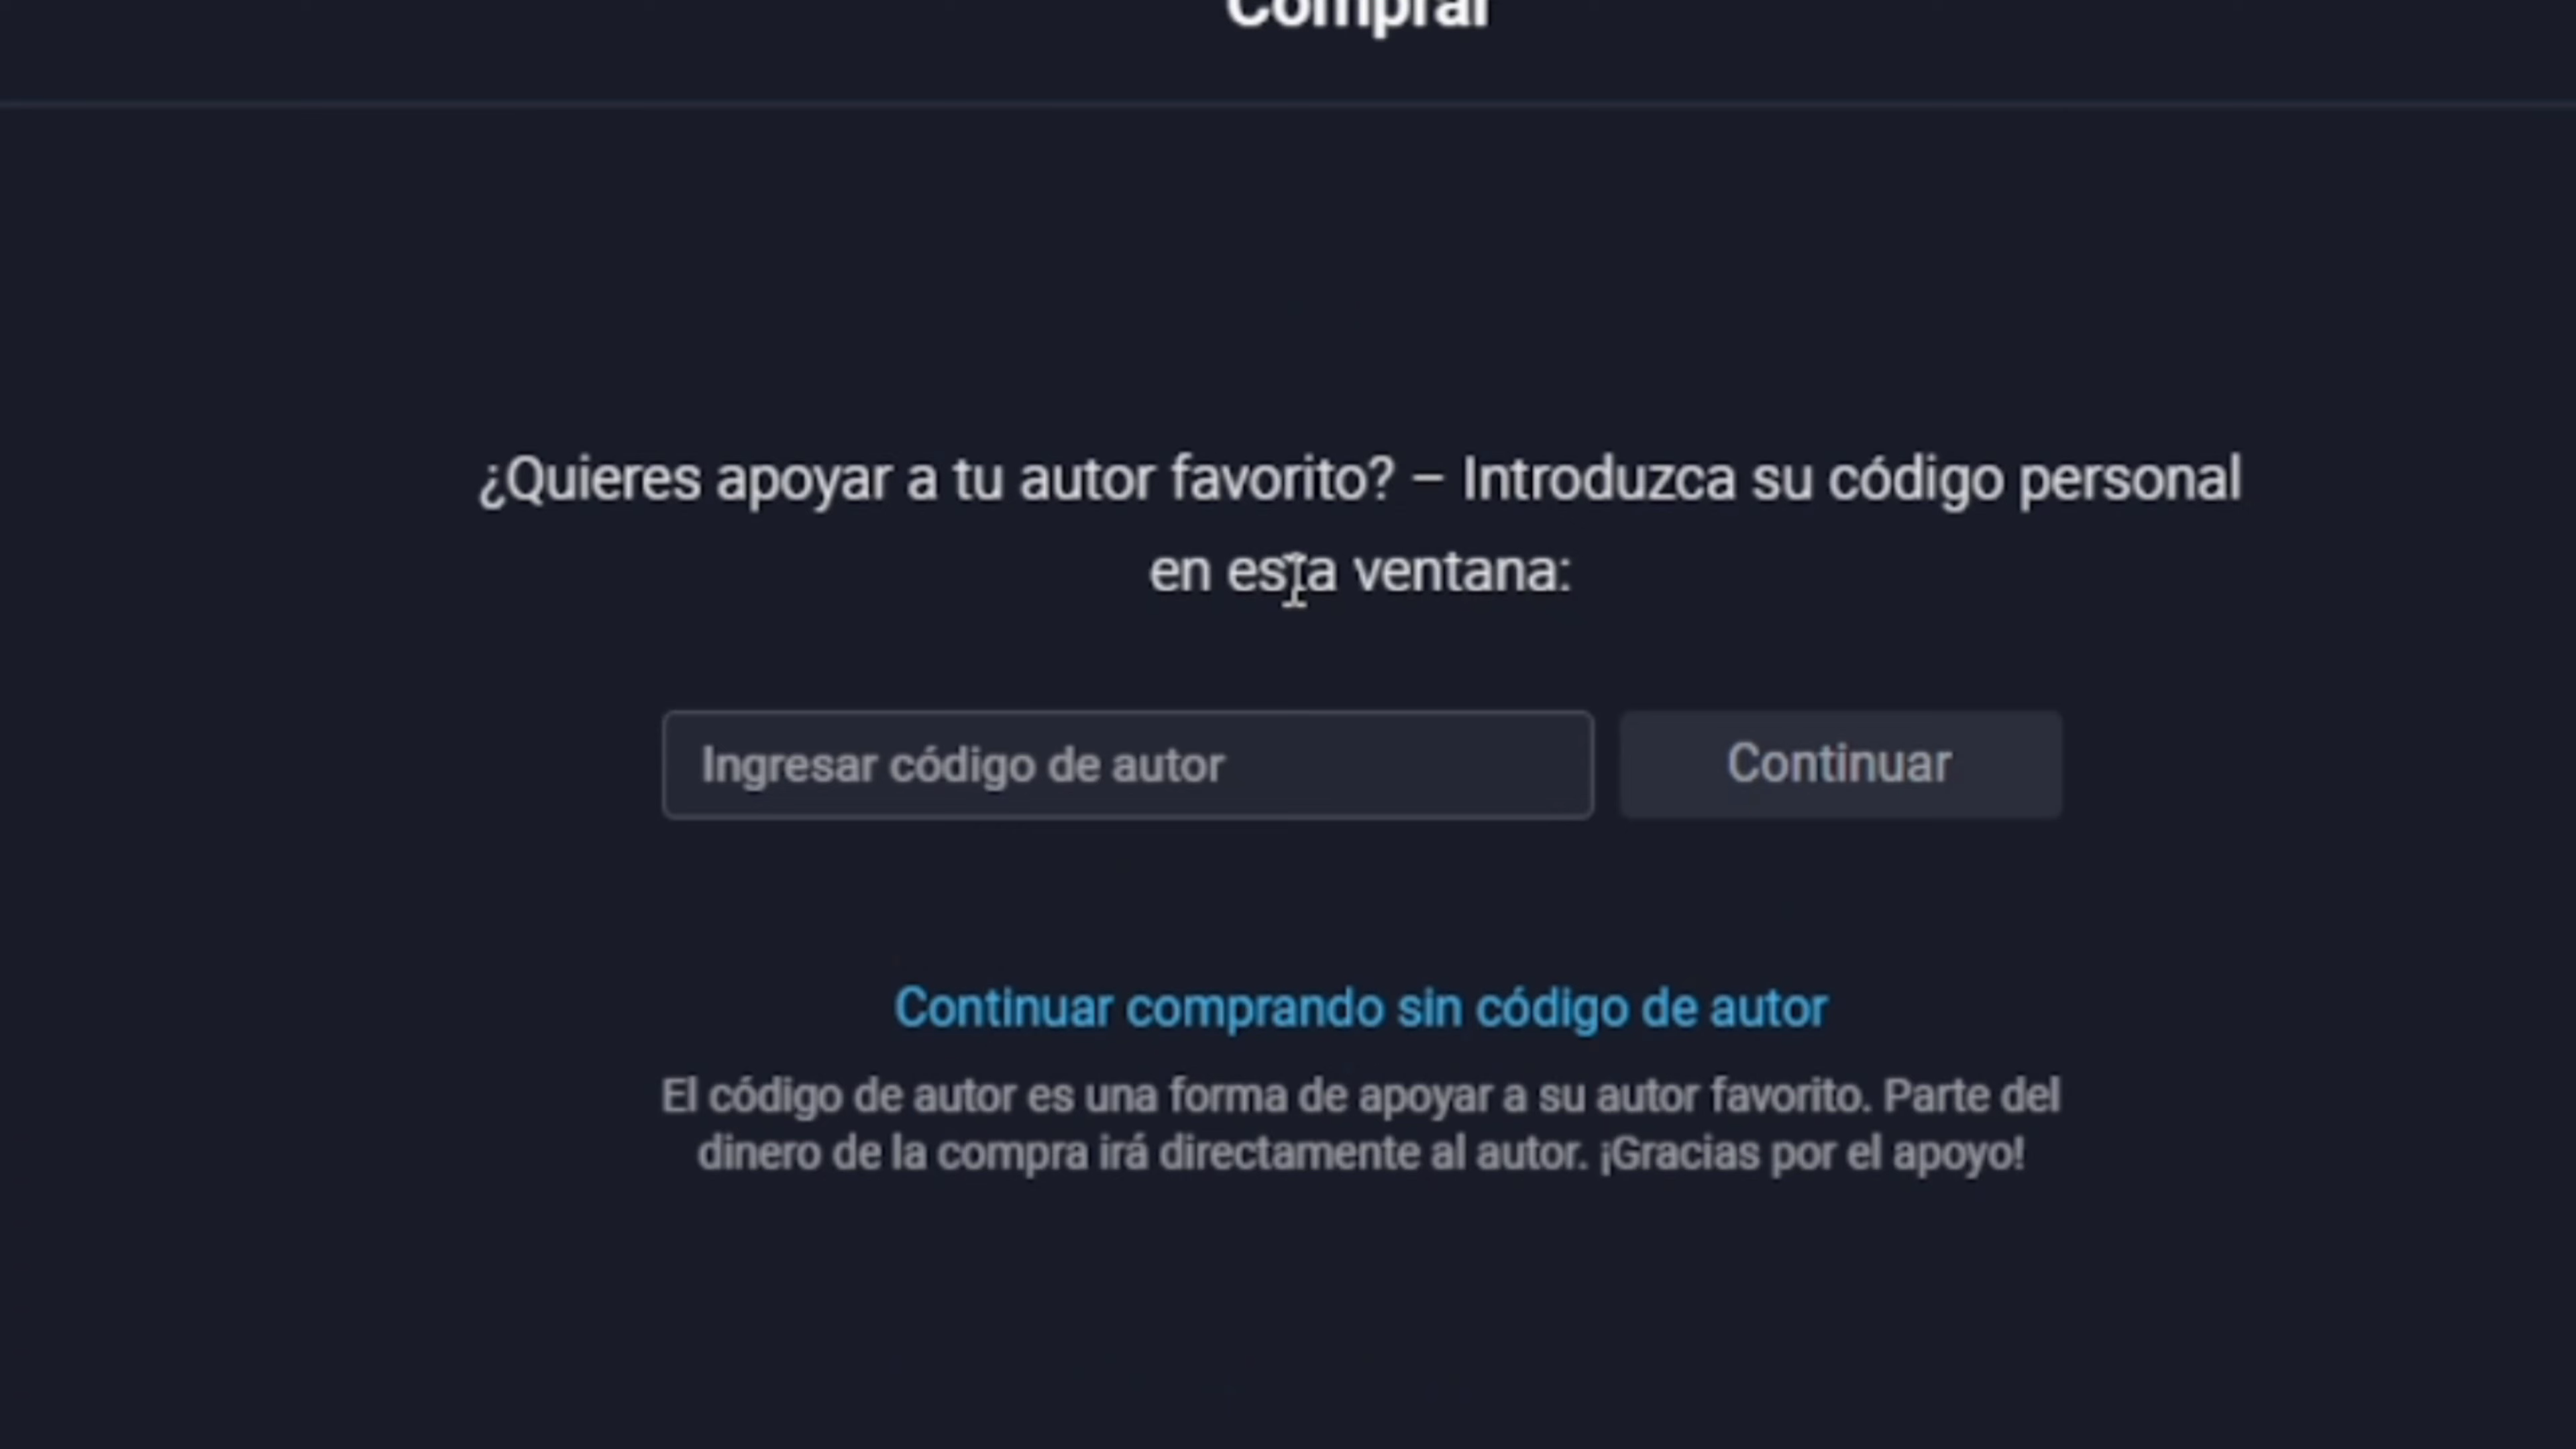 Comprar
¿Quieres apoyar a tu autor favorito? – Introduzca su código personal
en esta ventana:
Ingresar código de autor
Continuar
Continuar comprando sin código de autor
El código de autor es una forma de apoyar a su autor favorito. Parte del
dinero de la compra irá directamente al autor. ¡Gracias por el apoyo!